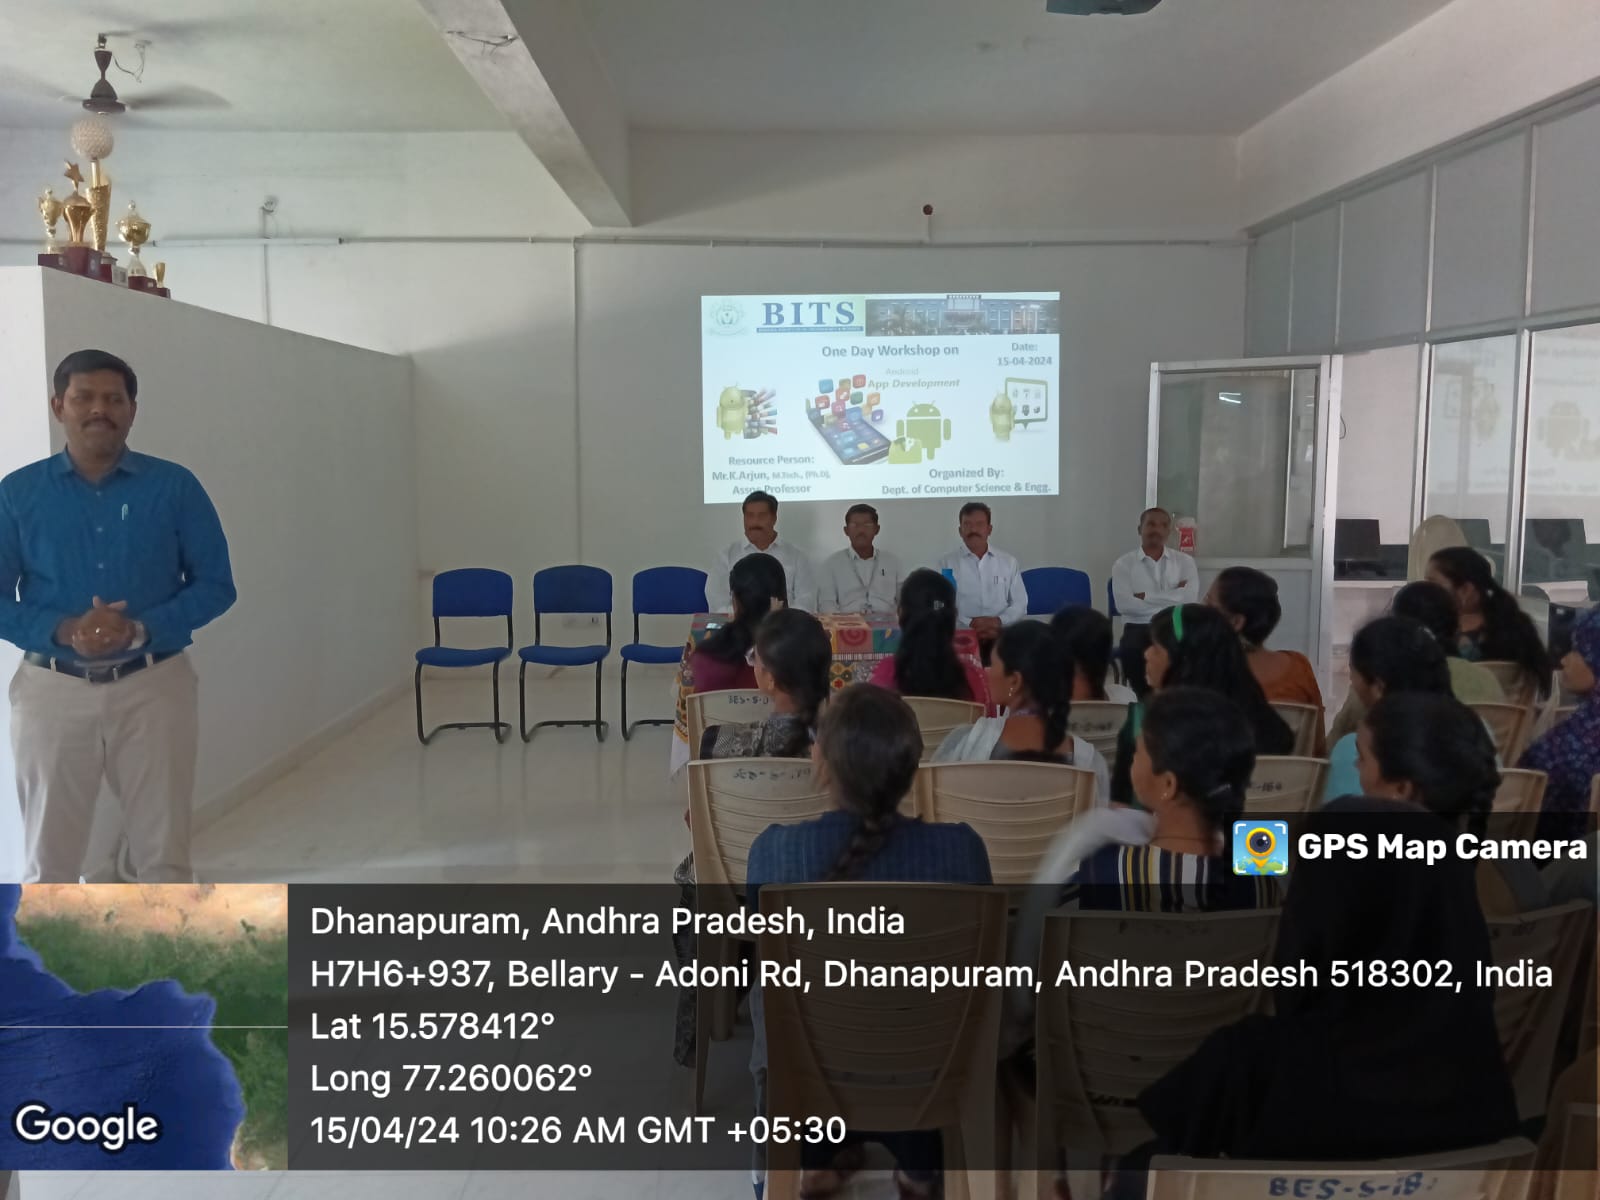 BITS
One Day Workshop on
Date:
15-04-2024
Android
App Development
Resource Person:
Mr.K.Arjun, M.Tech., (Ph.D),
Professor
Organized By:
Dept. of Computer Science & Engg.
GPS Map Camera
Dhanapuram, Andhra Pradesh, India
H7H6+937, Bellary - Adoni Rd, Dhanapuram, Andhra Pradesh 518302, India
Lat 15.578412°
Long 77.260062°
15/04/24 10:26 AM GMT +05:30
Google